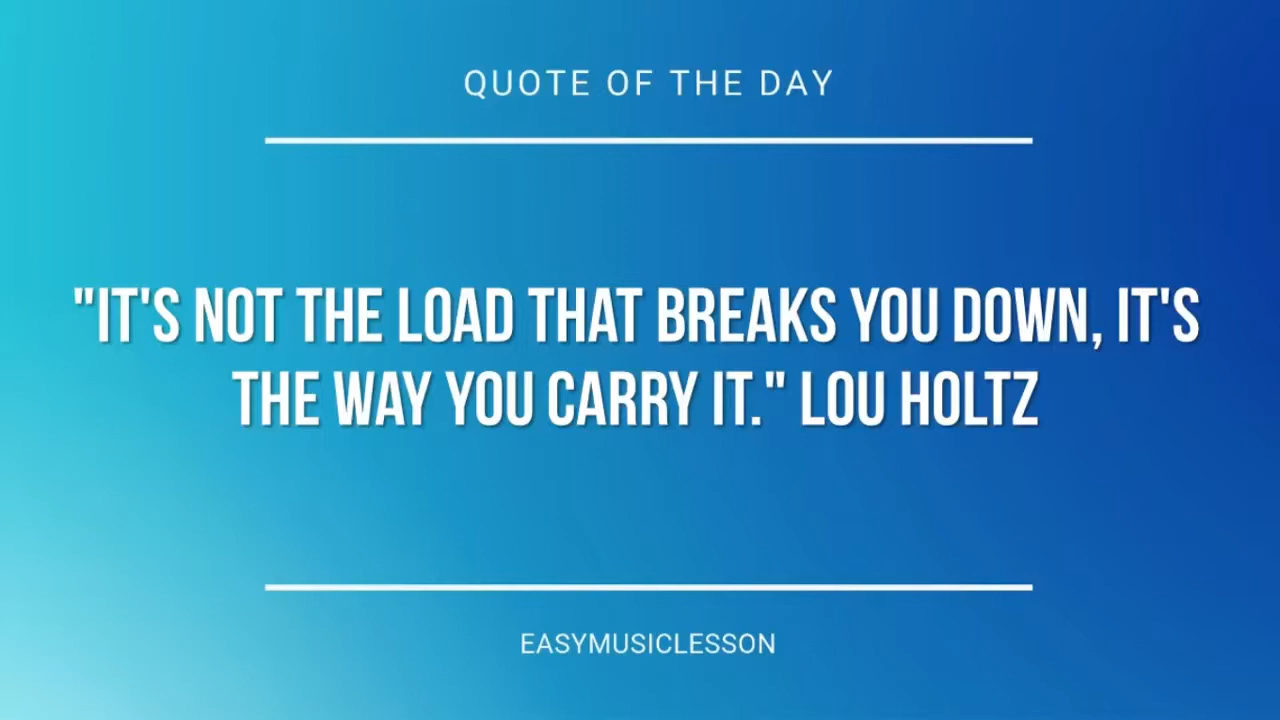 QUOTE OF THE DAY
"IT'S NOT THE LOAD THAT BREAKS YOU DOWN, IT'S
THE WAY YOU CARRY IT." LOU HOLTZ
EASYMUSICLESSON